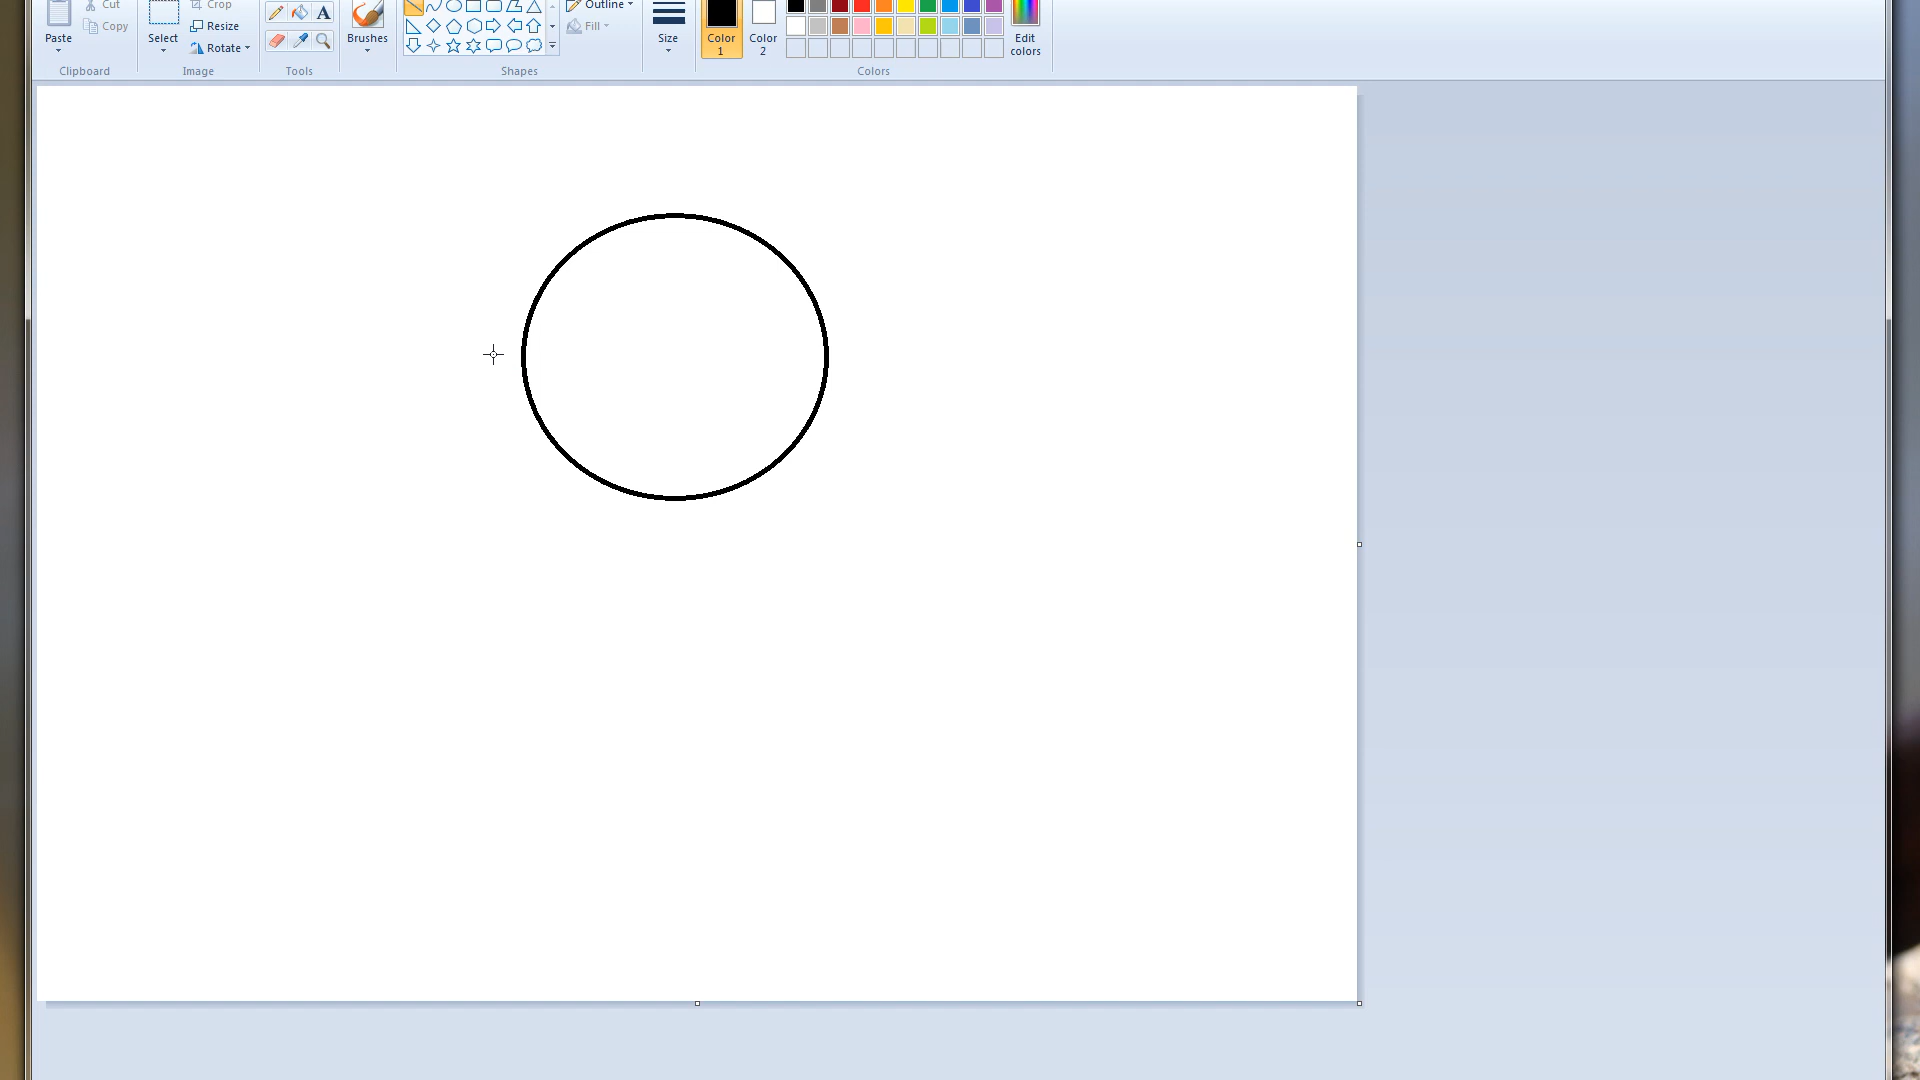 Cut
Crop
Outline
Paste
Copy
Select
Resize
Rotate
A
Brushes
Fill
Size
Color
1
Color
2
Edit
colors
Clipboard
Image
Tools
Shapes
Colors